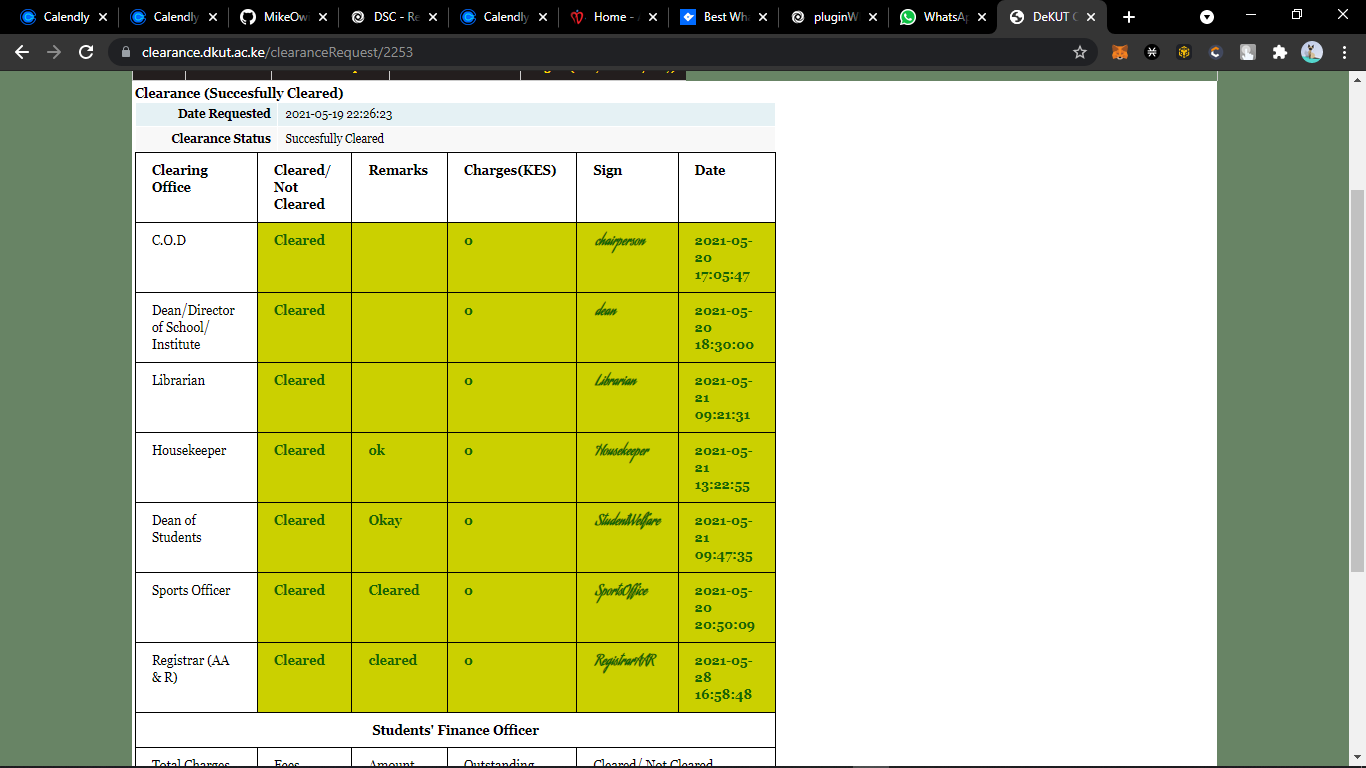 Calendly
Calendly
MikeOw
DSC - Re
Calendly
Home -
Best Wh
pluginW
WhatsAp
DeKUT C
clearance.dkut.ac.ke/clearanceRequest/2253
Clearance (Succesfully Cleared)
Date Requested 2021-05-19 22:26:23
Clearance Status Succesfully Cleared
Clearing Office
Cleared/ Not Cleared
Remarks
Charges(KES)
Sign
Date
C.O.D
Cleared
0
chairperson
2021-05-20 17:05:47
Dean/Director of School/ Institute
Cleared
0
dean
2021-05-20 18:30:00
Librarian
Cleared
0
Librarian
2021-05-21 09:21:31
Housekeeper
Cleared
ok
0
Housekeeper
2021-05-21 13:22:55
Dean of Students
Cleared
Okay
0
StudentWelfare
2021-05-21 09:47:35
Sports Officer
Cleared
Cleared
0
SportsOffice
2021-05-20 20:50:09
Registrar (AA & R)
Cleared
cleared
0
RegistrarAAR
2021-05-28 16:58:48
Students' Finance Officer
Total Charges
Fees
Amount
Outstanding
Cleared/ Not Cleared